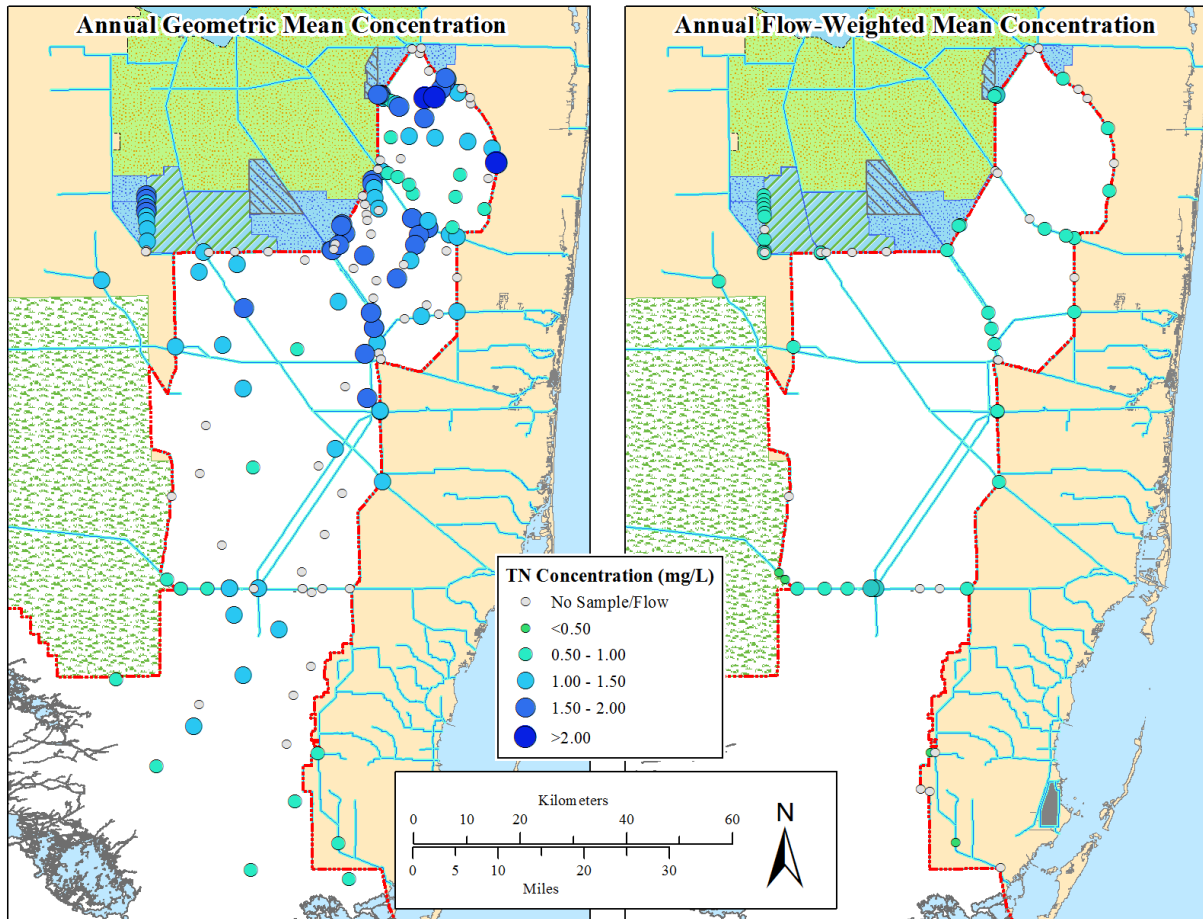 Annual Geometric Mean Concentration
Annual Flow-Weighted Mean Concentration
TN Concentration (mg/L)
No Sample/Flow
<0.50
0.50 - 1.00
1.00 - 1.50
1.50 - 2.00
>2.00
Kilometers
0 10 20 40 60
0 5 10 20 30
Miles
N